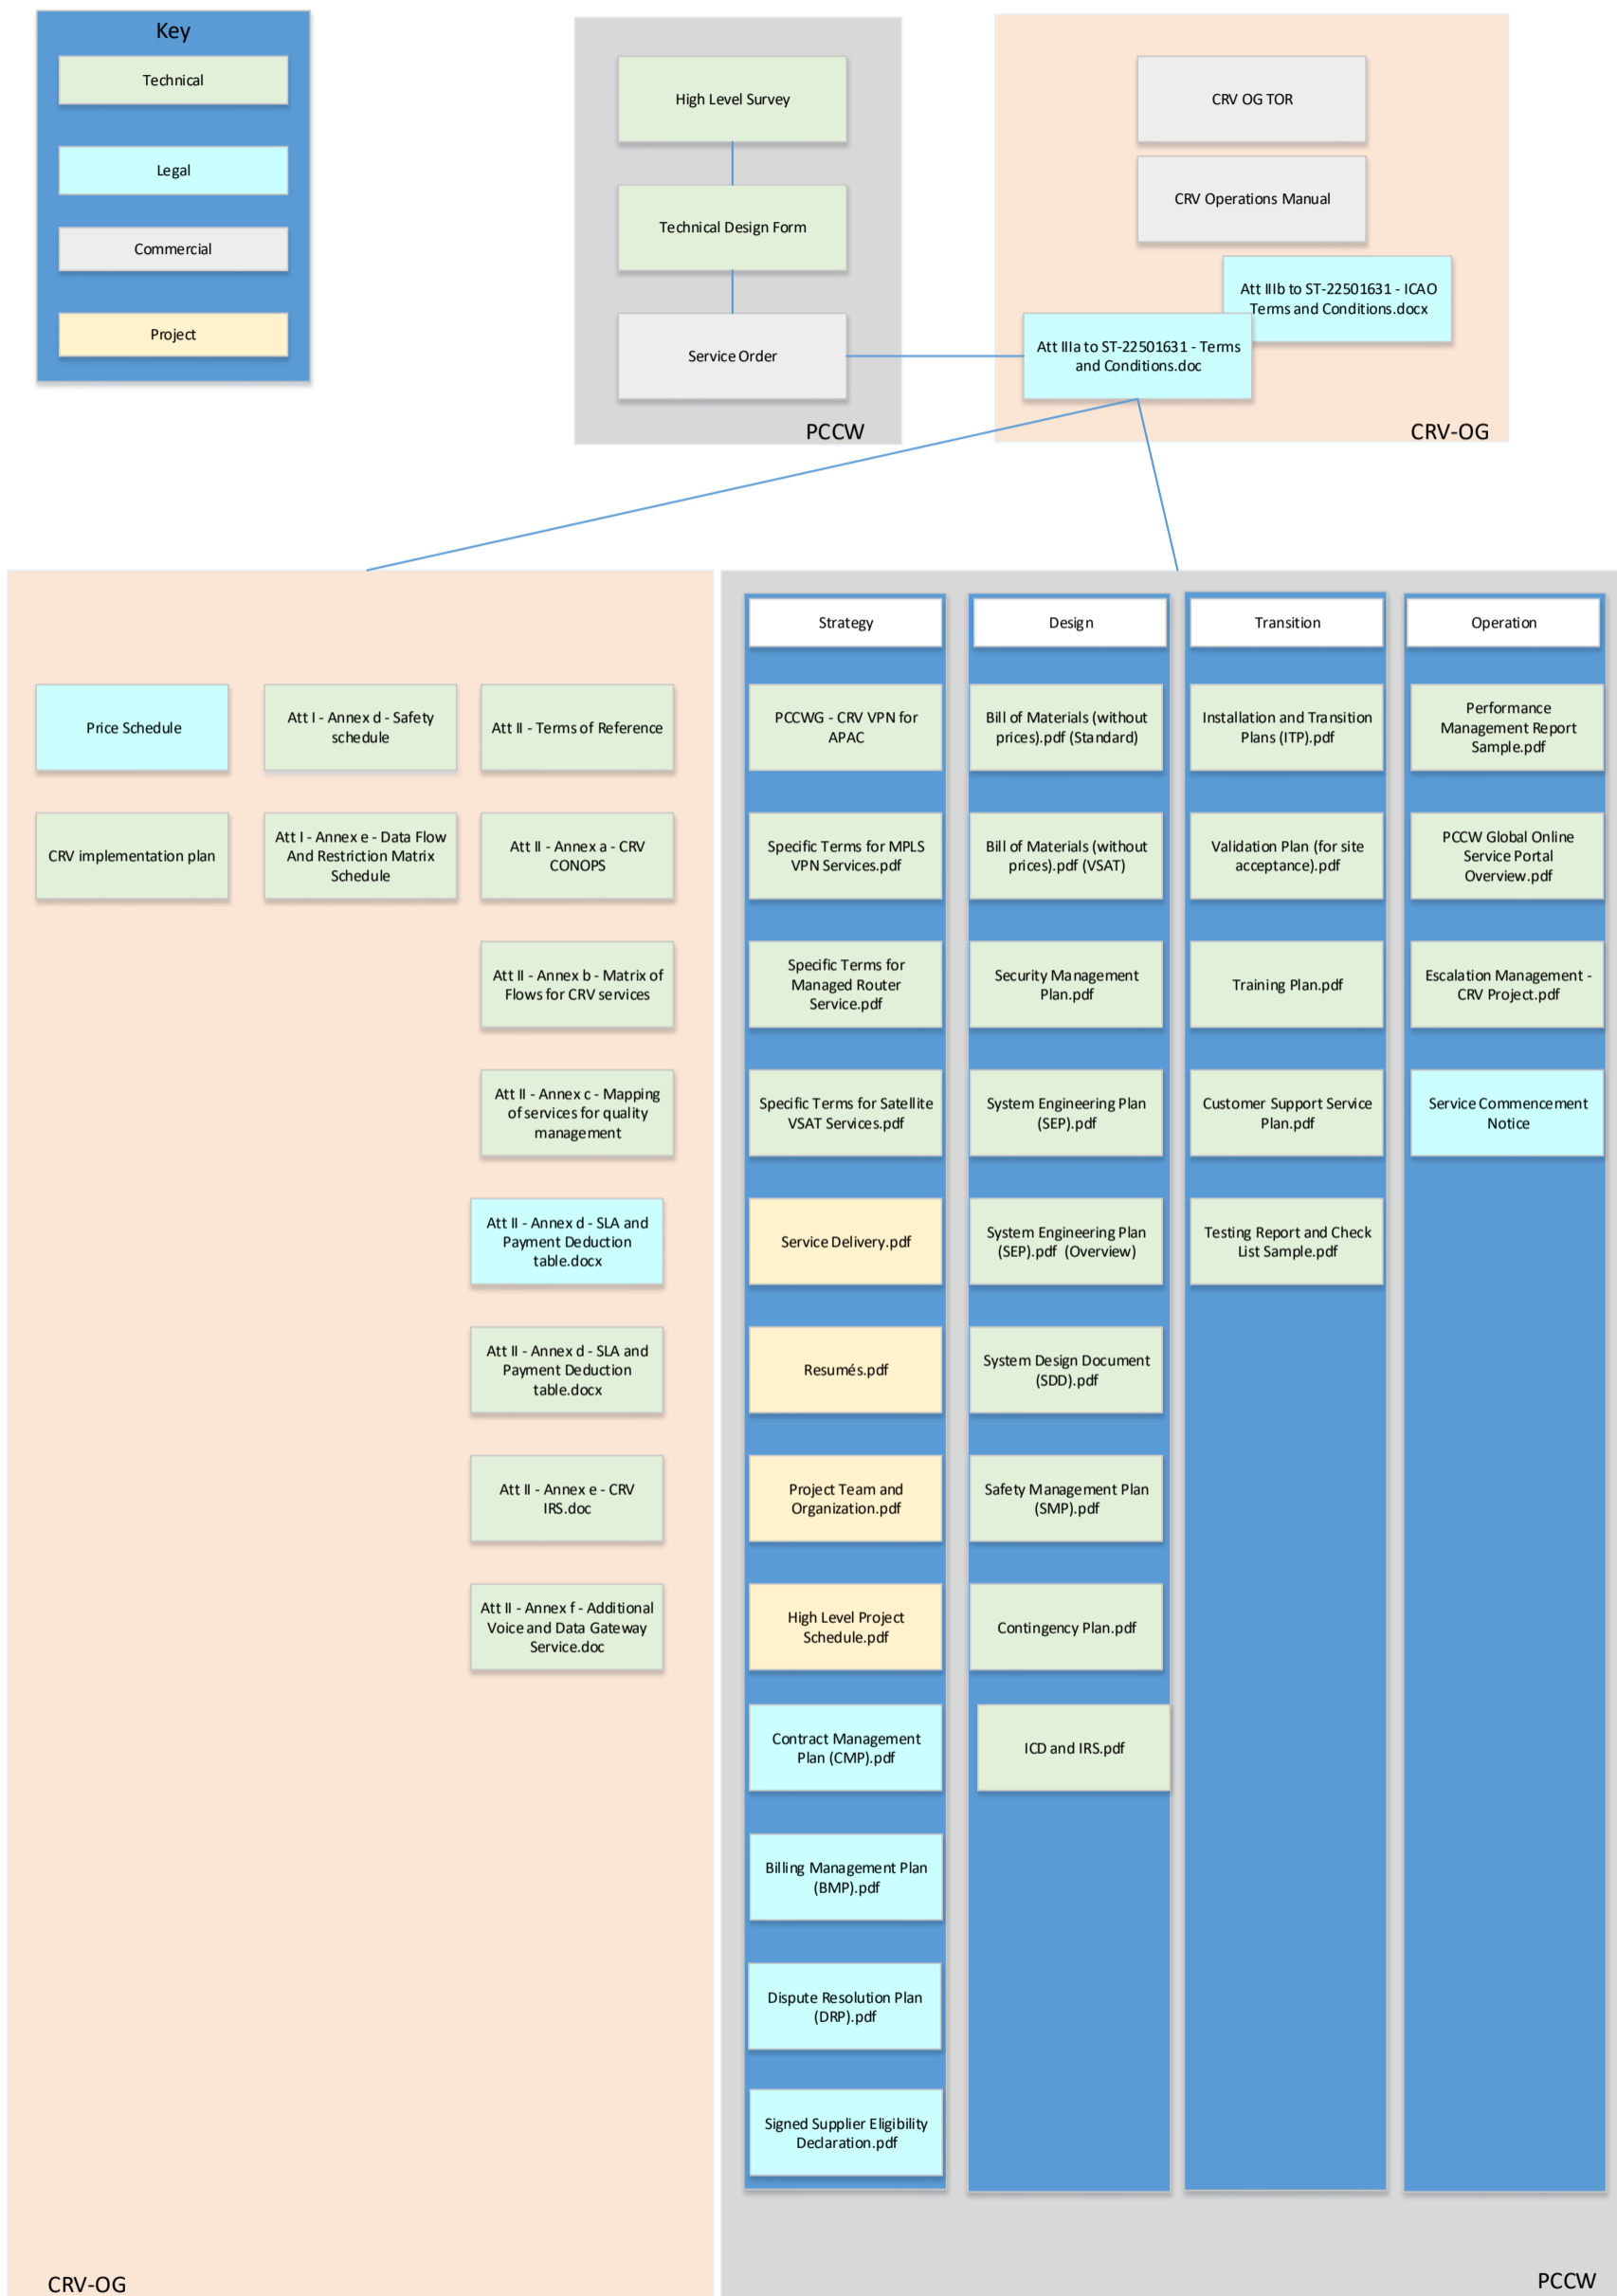 Key
Technical
Legal
Commercial
Project
High Level Survey
Technical Design Form
Service Order
PCCW
CRV OG TOR
CRV Operations Manual
Att IIIb to ST-22501631 - ICAO
Terms and Conditions.docx
Att IIIa to ST-22501631 - Terms
and Conditions.doc
CRV-OG
Price Schedule
CRV implementation plan
Att I - Annex d - Safety
schedule
Att I - Annex e - Data Flow
And Restriction Matrix
Schedule
Att II - Terms of Reference
Att II - Annex a - CRV
CONOPS
Att II - Annex b - Matrix of
Flows for CRV services
Att II - Annex c - Mapping
of services for quality
management
Att II - Annex d - SLA and
Payment Deduction
table.docx
Att II - Annex d - SLA and
Payment Deduction
table.docx
Att II - Annex e - CRV
IRS.doc
Att II - Annex f - Additional
Voice and Data Gateway
Service.doc
CRV-OG
Strategy
PCCWG - CRV VPN for
APAC
Specific Terms for MPLS
VPN Services.pdf
Specific Terms for
Managed Router
Service.pdf
Specific Terms for Satellite
VSAT Services.pdf
Service Delivery.pdf
Resumés.pdf
Project Team and
Organization.pdf
High Level Project
Schedule.pdf
Contract Management
Plan (CMP).pdf
Billing Management Plan
(BMP).pdf
Dispute Resolution Plan
(DRP).pdf
Signed Supplier Eligibility
Declaration.pdf
Design
Bill of Materials (without
prices).pdf (Standard)
Bill of Materials (without
prices).pdf (VSAT)
Security Management
Plan.pdf
System Engineering Plan
(SEP).pdf
System Engineering Plan
(SEP).pdf (Overview)
System Design Document
(SDD).pdf
Safety Management Plan
(SMP).pdf
Contingency Plan.pdf
ICD and IRS.pdf
Transition
Installation and Transition
Plans (ITP).pdf
Validation Plan (for site
acceptance).pdf
Training Plan.pdf
Customer Support Service
Plan.pdf
Testing Report and Check
List Sample.pdf
Operation
Performance
Management Report
Sample.pdf
PCCW Global Online
Service Portal
Overview.pdf
Escalation Management -
CRV Project.pdf
Service Commencement
Notice
PCCW